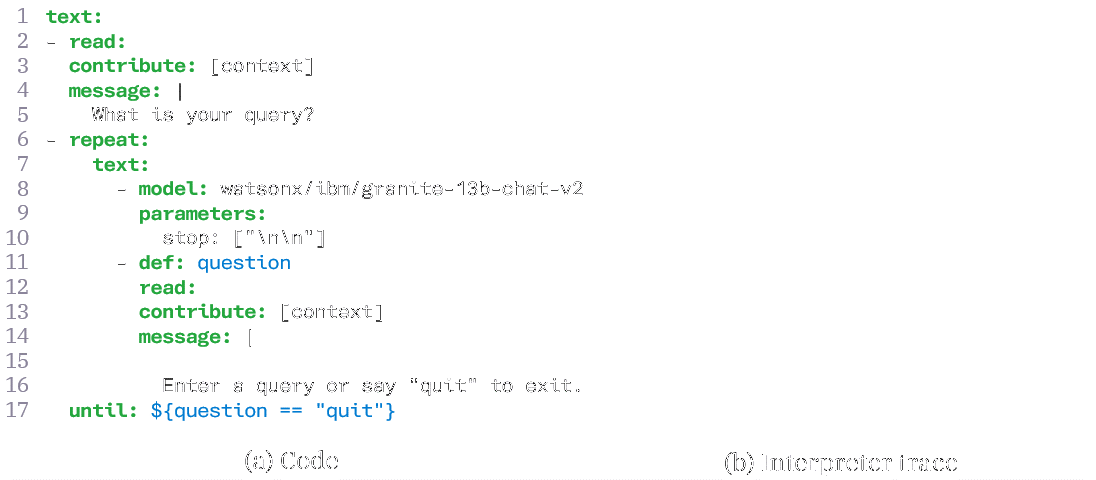 1 text:
2 - read:
3   contribute: [context]
4   message: |
5     What is your query?
6 - repeat:
7     text:
8       - model: watsonx/ibm/granite-13b-chat-v2
9         parameters:
10           stop: ["\n\n"]
11       - def: question
12         read:
13         contribute: [context]
14         message: |
15
16           Enter a query or say “quit" to exit.
17   until: ${question == "quit"}
(a) Code
(b) Interpreter trace